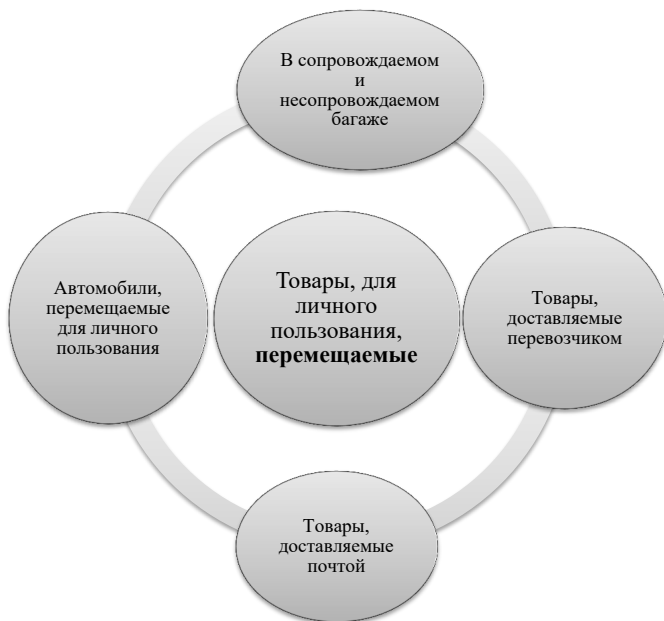 В сопровождаемом
и
несопровождаемом
багаже
Автомобили,
перемещаемые
для личного
пользования
Товары, для
личного
пользования,
перемещаемые
Товары,
доставляемые
перевозчиком
Товары,
доставляемые
почтой